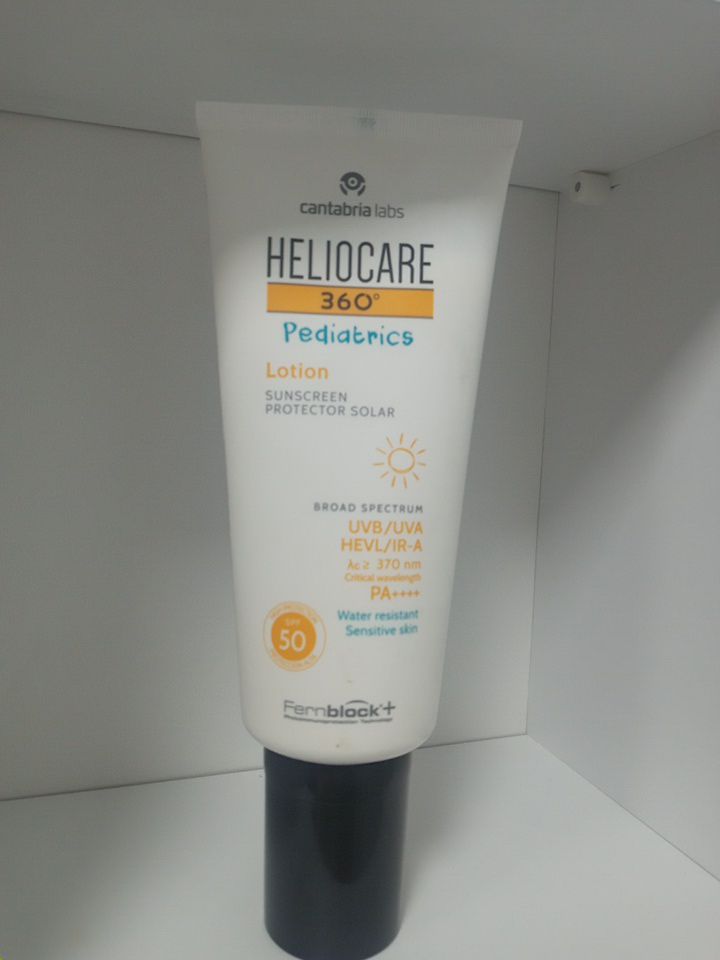 cantabria labs
HELIOCARE
360°
Pediatrics
Lotion
SUNSCREEN
PROTECTOR SOLAR
BROAD SPECTRUM
UVB/UVA
HEVL/IR-A
λc ≥ 370 nm
Critical wavelength
PA++++
Water resistant
Sensitive skin
SPF
50
Fernblock+